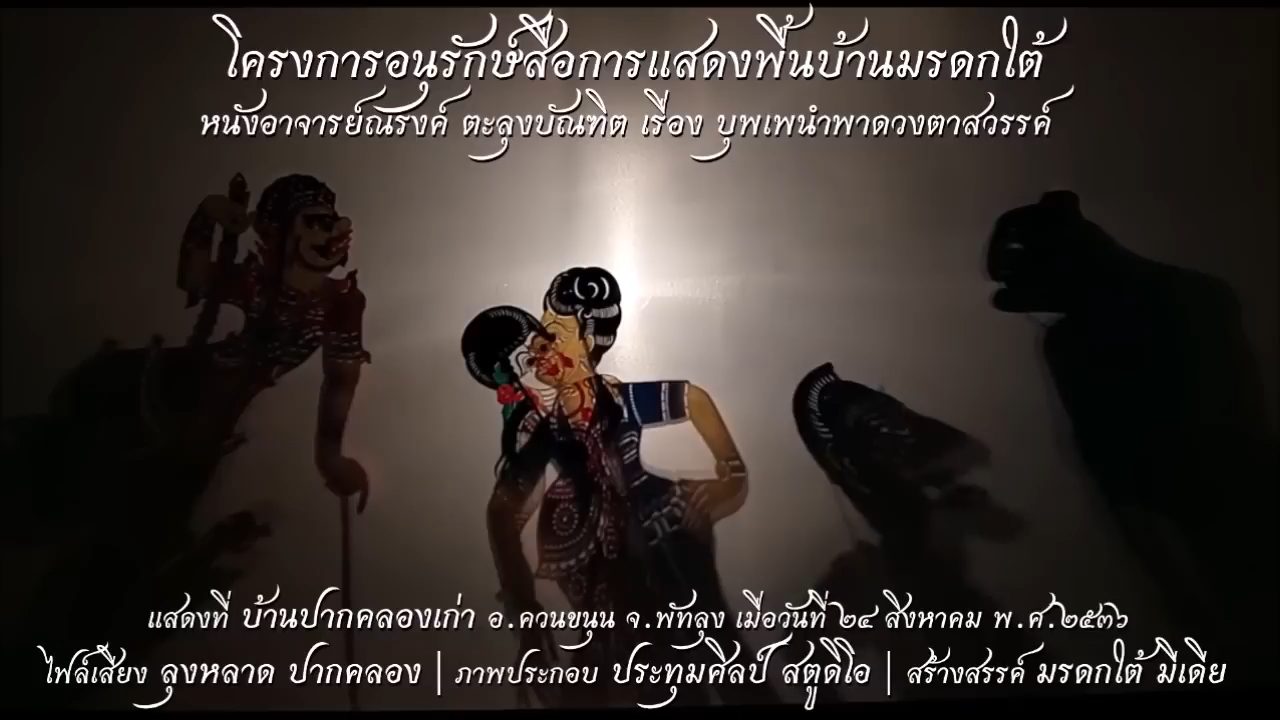 โครงการอนุรักษ์สื่อการแสดงพื้นบ้านมรดกใต้
หนังอาจารย์ณรงค์ ตะลุงบัณฑิต เรื่อง บุพเพนำพาดวงตาสวรรค์
แสดงที่ บ้านปากคลองเก่า อ.ควนขนุน จ.พัทลุง เมื่อวันที่ ๒๔ สิงหาคม พ.ศ.๒๕๓๖
ไฟล์เสียง ลุงหลาด ปากคลอง | ภาพประกอบ ประทุมศิลป์ สตูดิโอ | สร้างสรรค์ มรดกใต้ มีเดีย